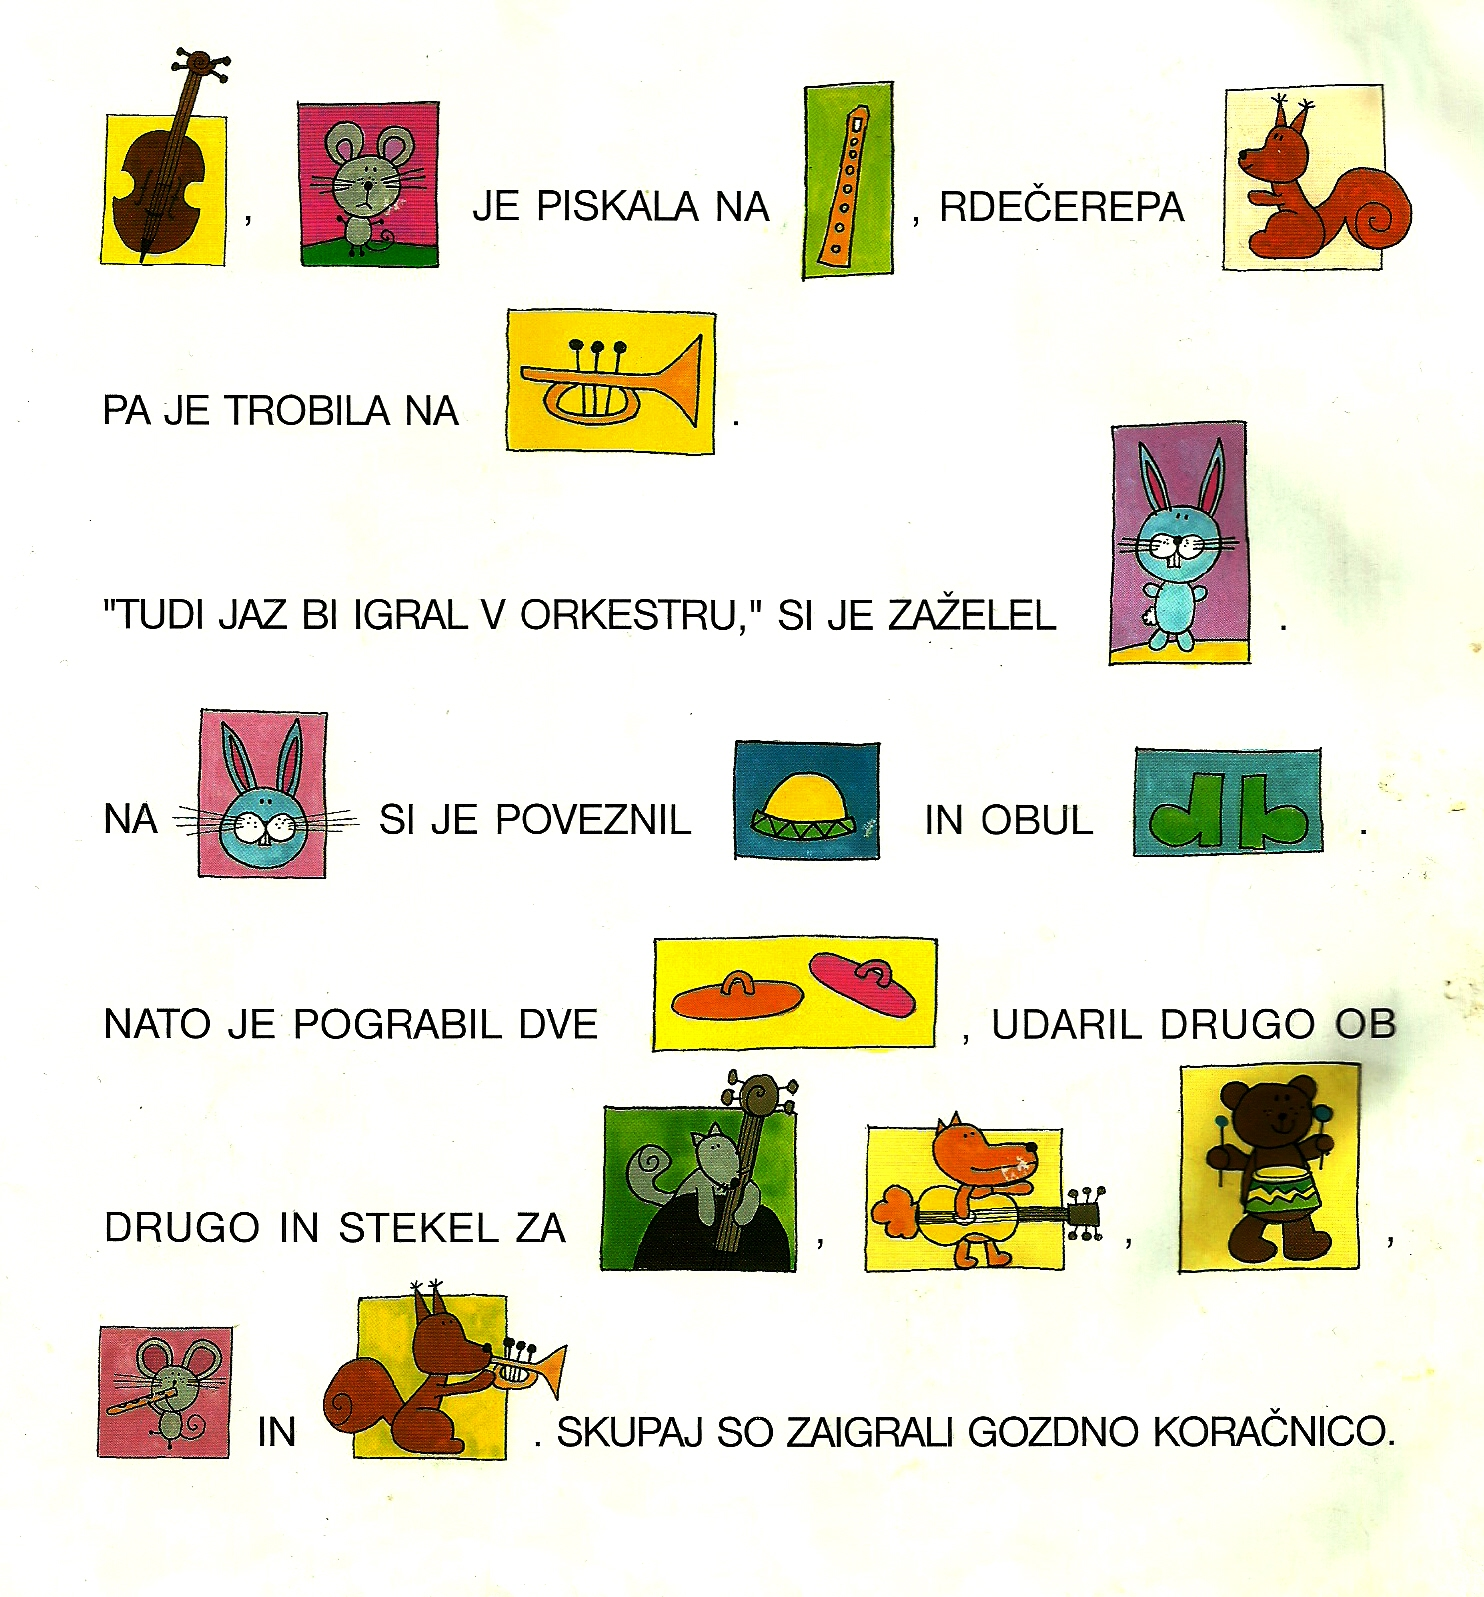 , JE PISKALA NA , RDEČEREPA
PA JE TROBILA NA .
"TUDI JAZ BI IGRAL V ORKESTRU," SI JE ZAŽELEL .
NA SI JE POVEZNIL IN OBUL .
NATO JE POGRABIL DVE , UDARIL DRUGO OB
DRUGO IN STEKEL ZA , , ,
IN . SKUPAJ SO ZAIGRALI GOZDNO KORAČNICO.